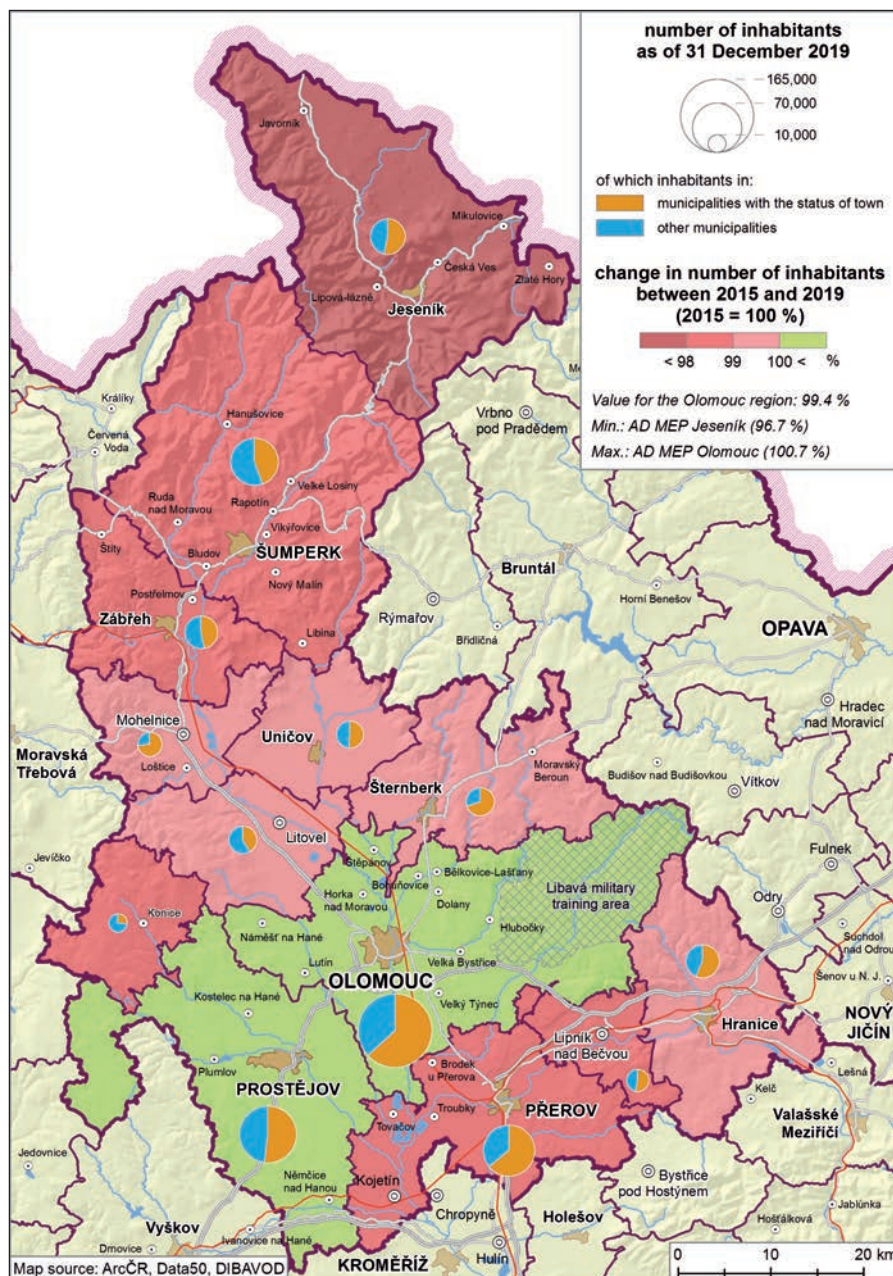 number of inhabitants
as of 31 December 2019
165,000
70,000
10,000
of which inhabitants in:
municipalities with the status of town
other municipalities
change in number of inhabitants
between 2015 and 2019
(2015 = 100 %)
< 98 99 100 < %
Value for the Olomouc region: 99.4 %
Min.: AD MEP Jeseník (96.7 %)
Max.: AD MEP Olomouc (100.7 %)
Javorník
Mikulovice
Česká Ves
Zlaté Hory
Lipová-lázně
Jeseník
Králíky
Hanušovice
Vrbno
pod Pradědem
Červená
Voda
Velké Losiny
Ruda
nad Moravou
Rapotín
Vikýřovice
Štíty
Bludov
ŠUMPERK
Bruntál
Nový Malín
Postřelmov
Horní Benešov
Zábřeh
Rýmařov
Břidličná
OPAVA
Libina
Hradec
nad Moravicí
Mohelnice
Uničov
Moravská
Třebová
Loštice
Moravský
Beroun
Budišov nad Budišovkou
Vítkov
Šternberk
Litovel
Jevíčko
Štěpánov
Fulnek
Bělkovice-Lašťany
Bohuňovice
Horka
nad Moravou
Dolany
Libavá military
training area
Odry
Konice
Náměšť na Hané
Hlubočky
Suchdol
nad Odrou
Lutín
Velká Bystřice
Šenov u N. J.
OLOMOUC
Kostelec na Hané
Velký Týnec
NOVÝ
JIČÍN
Hranice
Lipník
nad Bečvou
Plumlov
Brodek
u Přerova
Lešná
PROSTĚJOV
PŘEROV
Kelč
Troubky
Tovačov
Valašské
Meziříčí
Jedovnice
Němčice
nad Hanou
Kojetín
Bystřice
pod Hostýnem
Chropyně
Jablůnka
Vyškov
Holešov
Hošťálková
Ivanovice na Hané
Drnovice
Hulín
KROMĚŘÍŽ
0 10 20 km
Map source: ArcČR, Data50, DIBAVOD